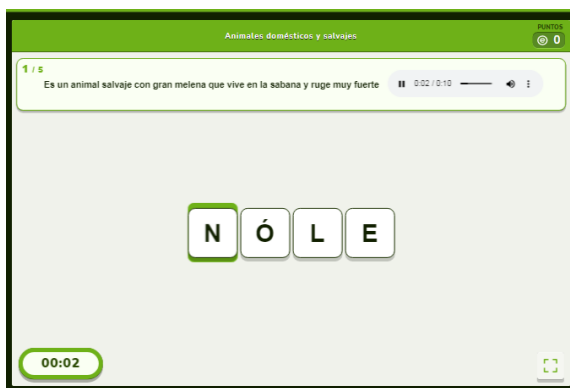 Animales domésticos y salvajes
PUNTOS
0
1 / 5
Es un animal salvaje con gran melena que vive en la sabana y ruge muy fuerte
0:02 / 0:10
N Ó L E
00:02